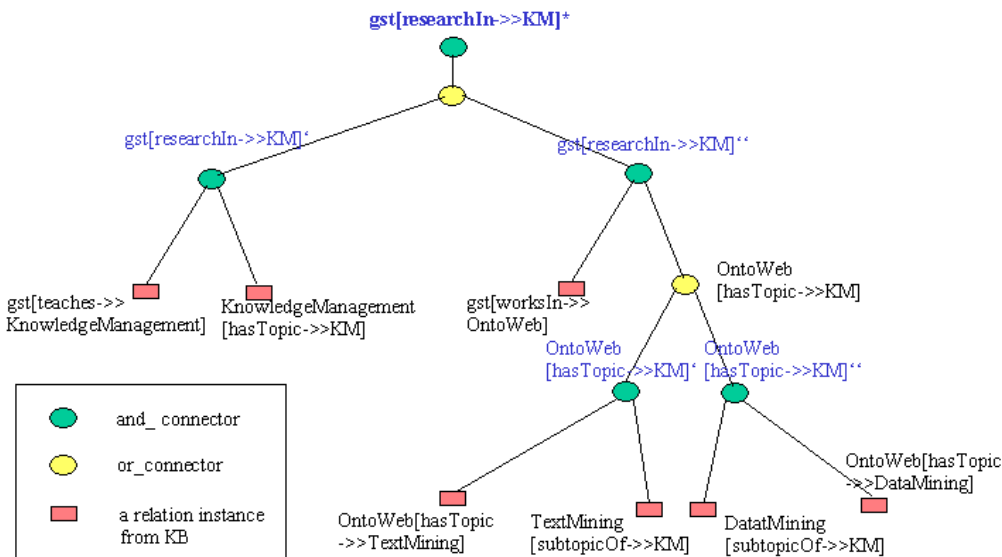 gst[researchIn->>KM]*
gst[researchIn->>KM]‘
gst[researchIn->>KM]‘‘
gst[teaches->>
KnowledgeManagement]
KnowledgeManagement
[hasTopic->>KM]
gst[worksIn->>
OntoWeb]
OntoWeb
[hasTopic->>KM]
OntoWeb
[hasTopic->>KM]‘
OntoWeb
[hasTopic->>KM]‘‘
OntoWeb[hasTopic
->>TextMining]
TextMining
[subtopicOf->>KM]
DatatMining
[subtopicOf->>KM]
OntoWeb[hasTopic
->>DataMining]
and_ connector
or_connector
a relation instance
from KB